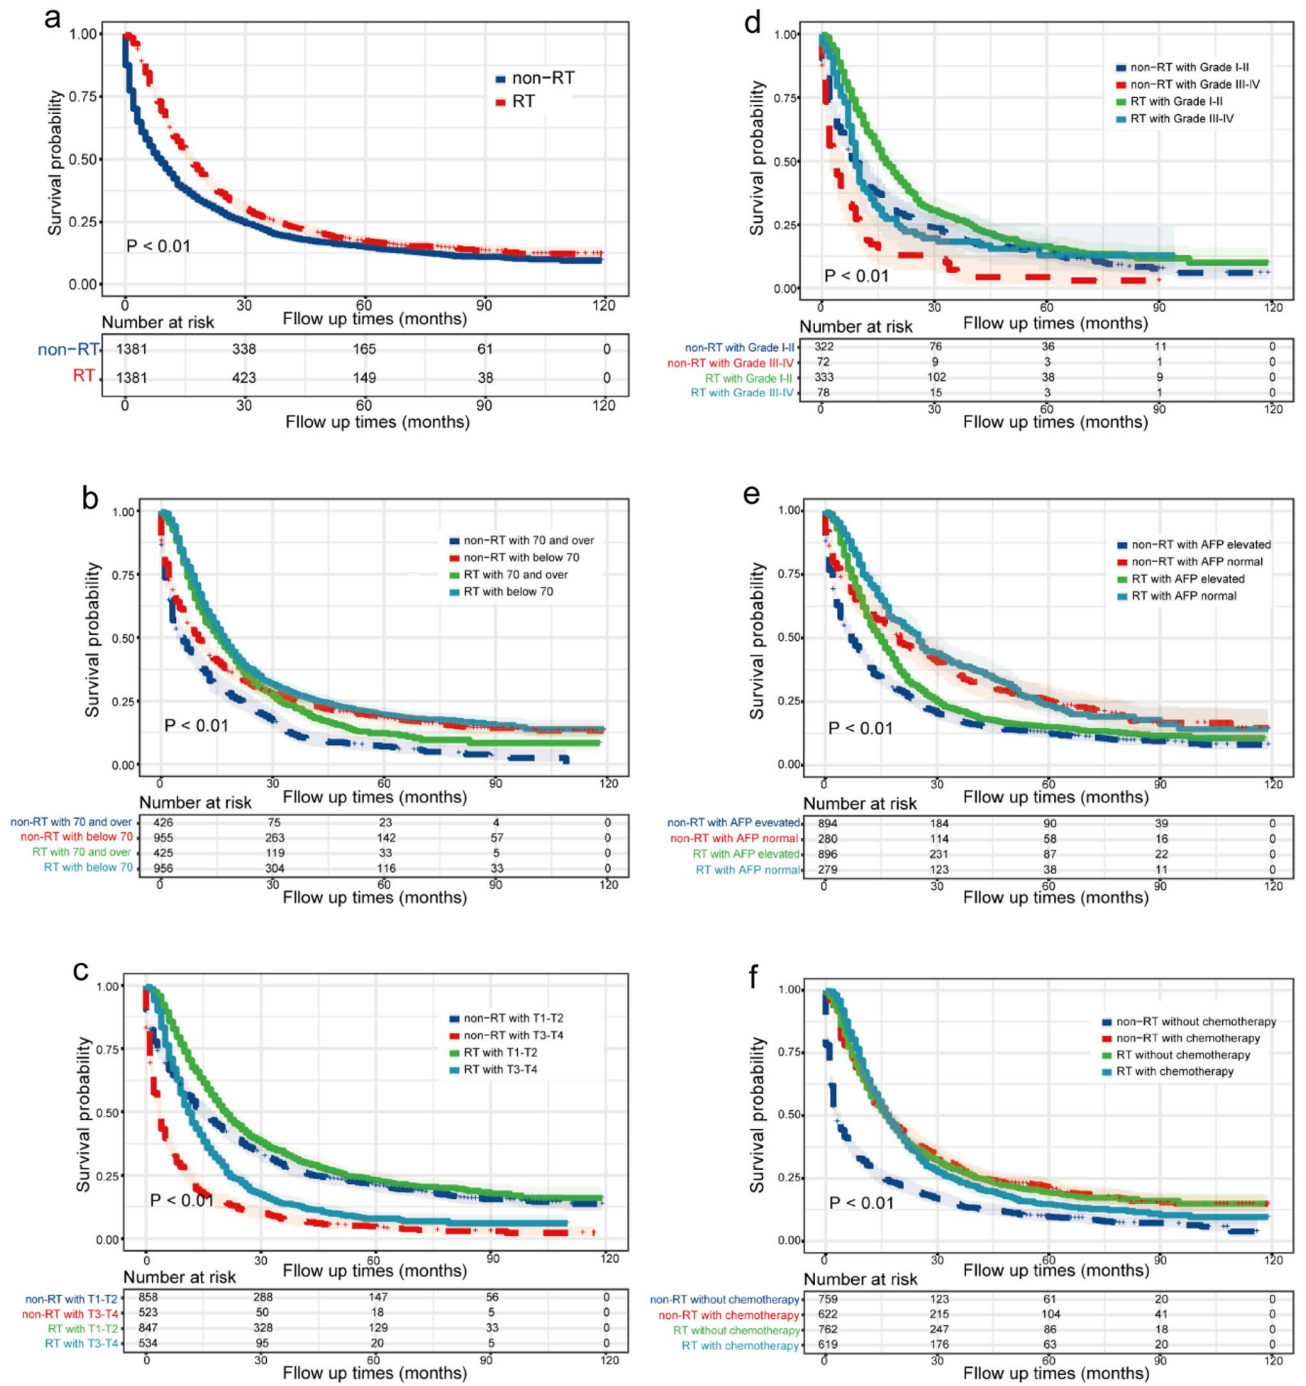 a
1.00
0.75
0.50
0.25
0.00
Survival probability
non-RT
RT
P < 0.01
0 30 60 90 120
Number at risk
FIlow up times (months)
non-RT 1381 338 165 61 0
RT 1381 423 149 38 0
0 30 60 90 120
FIlow up times (months)
d
1.00
0.75
0.50
0.25
0.00
Survival probability
non-RT with Grade I-II
non-RT with Grade III-IV
RT with Grade I-II
RT with Grade III-IV
P < 0.01
0 30 60 90 120
Number at risk
FIlow up times (months)
non-RT with Grade I-II 322 76 36 11 0
non-RT with Grade III-IV 72 9 3 1 0
RT with Grade I-II 333 102 38 9 0
RT with Grade III-IV 78 15 3 1 0
0 30 60 90 120
FIlow up times (months)
b
1.00
0.75
0.50
0.25
0.00
Survival probability
non-RT with 70 and over
non-RT with below 70
RT with 70 and over
RT with below 70
P < 0.01
0 30 60 90 120
Number at risk
FIlow up times (months)
non-RT with 70 and over 426 75 23 4 0
non-RT with below 70 955 263 142 57 0
RT with 70 and over 425 119 33 5 0
RT with below 70 956 304 116 33 0
0 30 60 90 120
FIlow up times (months)
e
1.00
0.75
0.50
0.25
0.00
Survival probability
non-RT with AFP elevated
non-RT with AFP normal
RT with AFP elevated
RT with AFP normal
P < 0.01
0 30 60 90 120
Number at risk
FIlow up times (months)
non-RT with AFP evevated 894 184 90 39 0
non-RT with AFP normal 280 114 58 16 0
RT with AFP elevated 896 231 87 22 0
RT with AFP normal 279 123 38 11 0
0 30 60 90 120
FIlow up times (months)
c
1.00
0.75
0.50
0.25
0.00
Survival probability
non-RT with T1-T2
non-RT with T3-T4
RT with T1-T2
RT with T3-T4
P < 0.01
0 30 60 90 120
Number at risk
FIlow up times (months)
non-RT with T1-T2 858 288 147 56 0
non-RT with T3-T4 523 50 18 5 0
RT with T1-T2 847 328 129 33 0
RT with T3-T4 534 95 20 5 0
0 30 60 90 120
FIlow up times (months)
f
1.00
0.75
0.50
0.25
0.00
Survival probability
non-RT without chemotherapy
non-RT with chemotherapy
RT without chemotherapy
RT with chemotherapy
P < 0.01
0 30 60 90 120
Number at risk
FIlow up times (months)
non-RT without chemotherapy 759 123 61 20 0
non-RT with chemotherapy 622 215 104 41 0
RT without chemotherapy 762 247 86 18 0
RT with chemotherapy 619 176 63 20 0
0 30 60 90 120
FIlow up times (months)